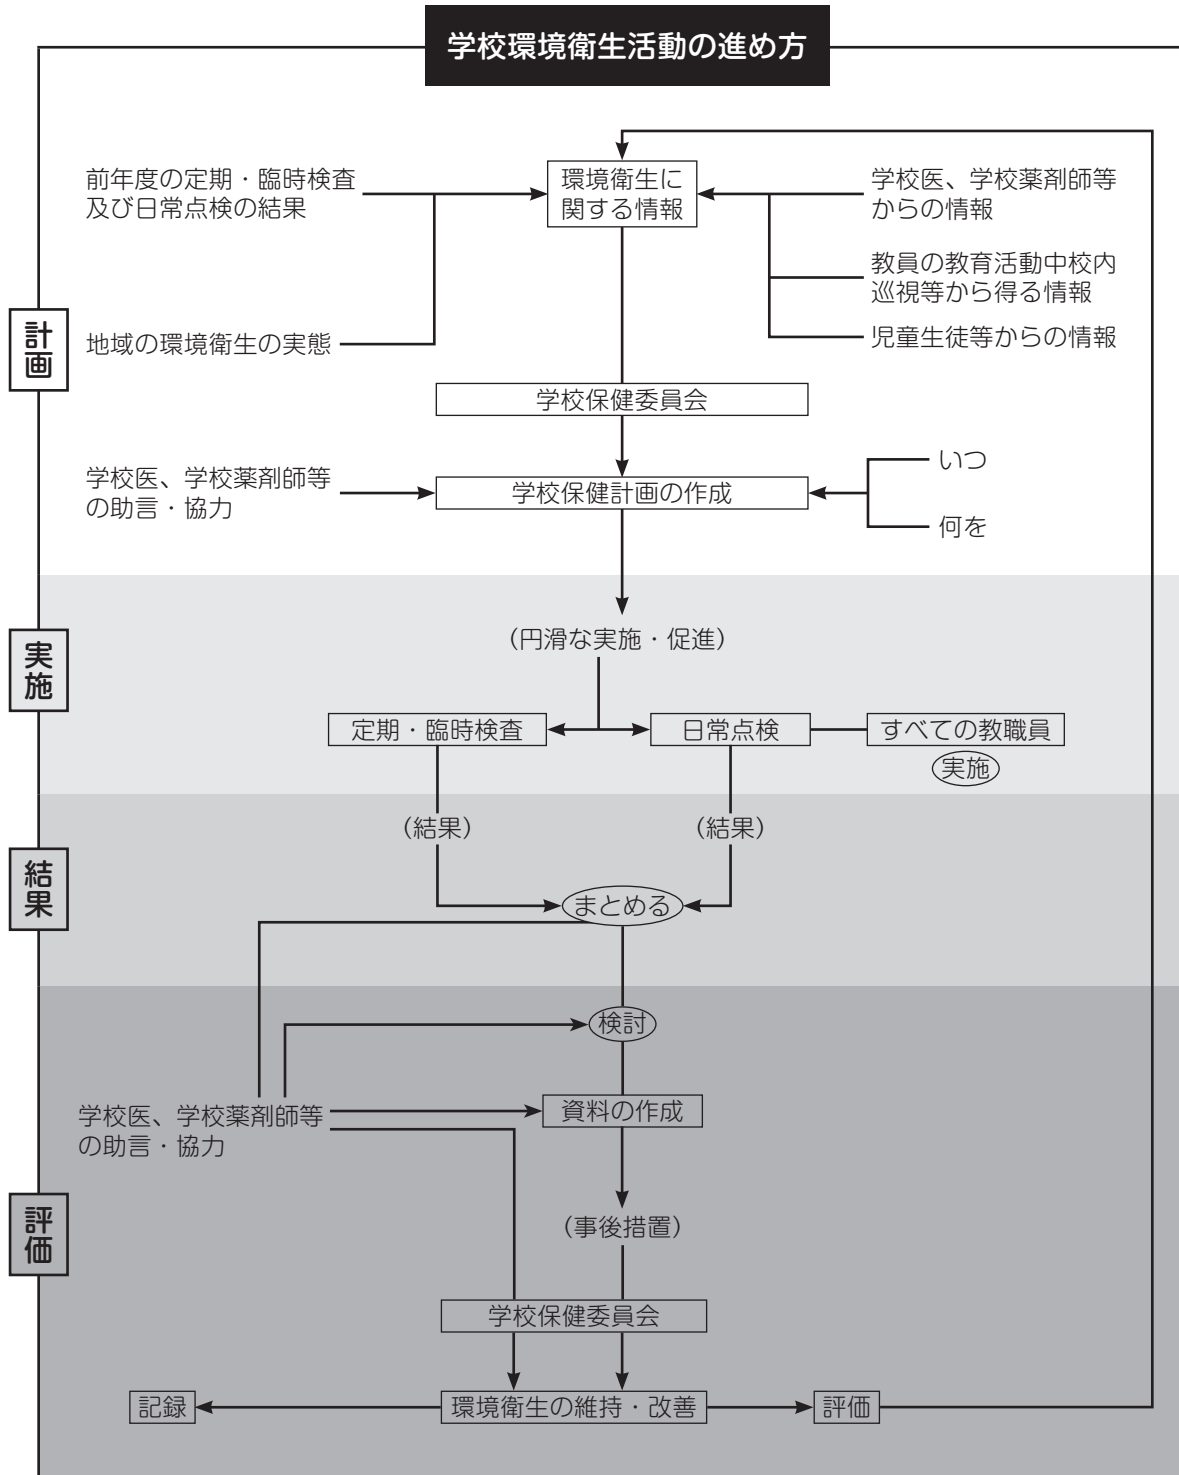 学校環境衛生活動の進め方
前年度の定期・臨時検査
及び日常点検の結果
環境衛生に
関する情報
学校医、学校薬剤師等
からの情報
教員の教育活動中校内
巡視等から得る情報
児童生徒等からの情報
地域の環境衛生の実態
計画
学校保健委員会
学校医、学校薬剤師等
の助言・協力
学校保健計画の作成
いつ
何を
実施
（円滑な実施・促進）
定期・臨時検査
日常点検
すべての教職員
実施
結果
（結果）
（結果）
まとめる
検討
学校医、学校薬剤師等
の助言・協力
資料の作成
評価
（事後措置）
学校保健委員会
記録
環境衛生の維持・改善
評価